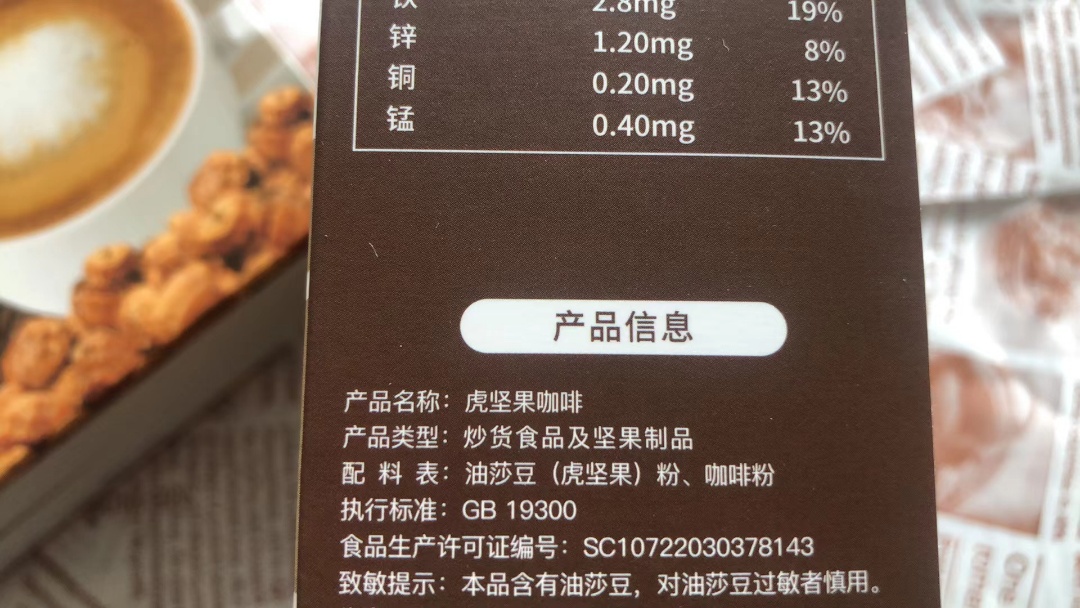 铁 2.8mg 19%
锌 1.20mg 8%
铜 0.20mg 13%
锰 0.40mg 13%
产品信息
产品名称：虎坚果咖啡
产品类型：炒货食品及坚果制品
配 料 表：油莎豆（虎坚果）粉、咖啡粉
执行标准：GB 19300
食品生产许可证编号：SC10722030378143
致敏提示：本品含有油莎豆，对油莎豆过敏者慎用。